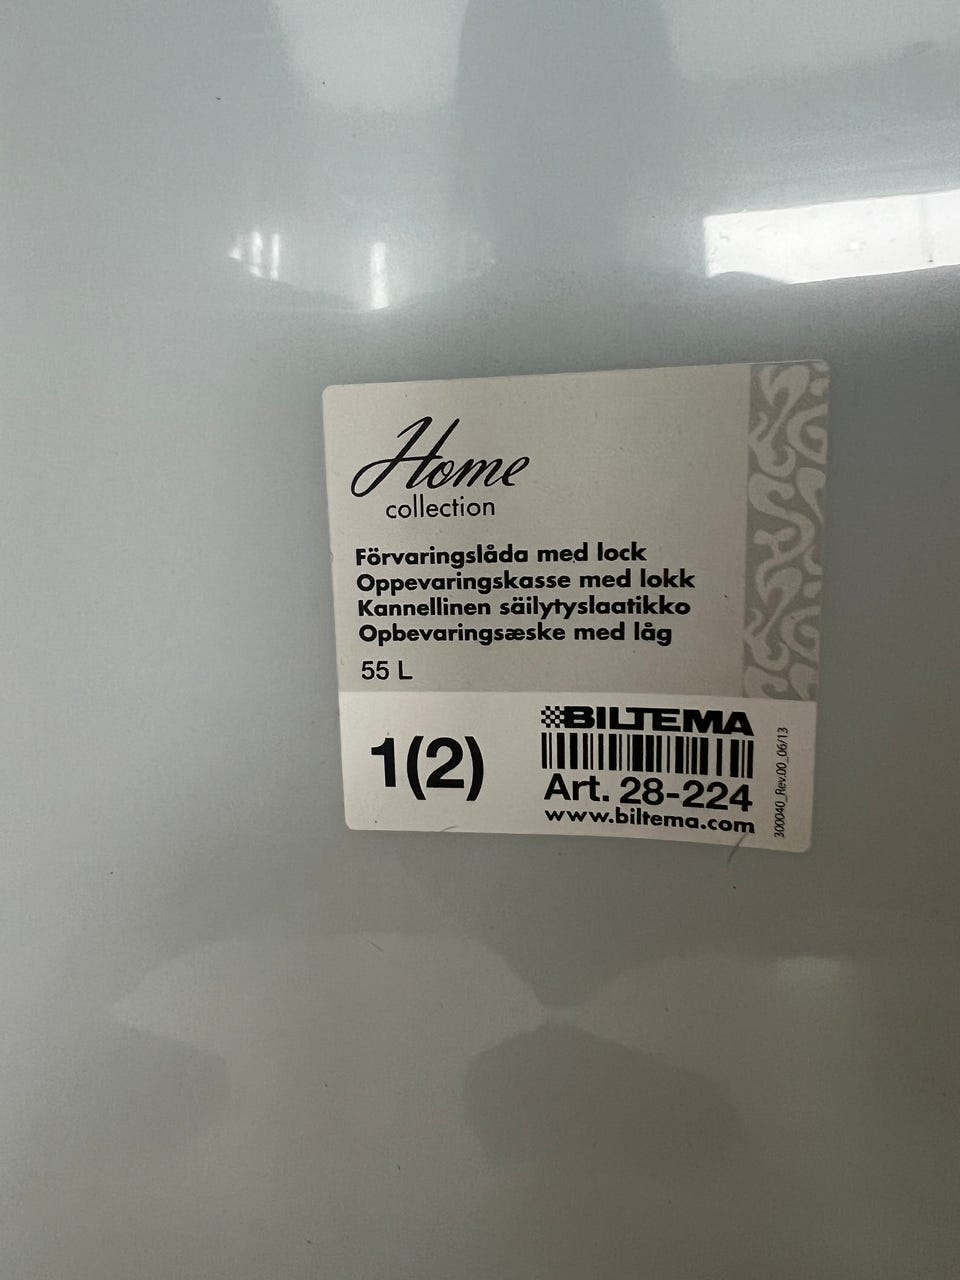 Home
collection
Förvaringslåda med lock
Oppevaringskasse med lokk
Kannellinen säilytyslaatikko
Opbevaringsæske med låg
55 L
1(2)
BILTEMA
Art. 28-224
www.biltema.com
300040_Rev.00_06/13